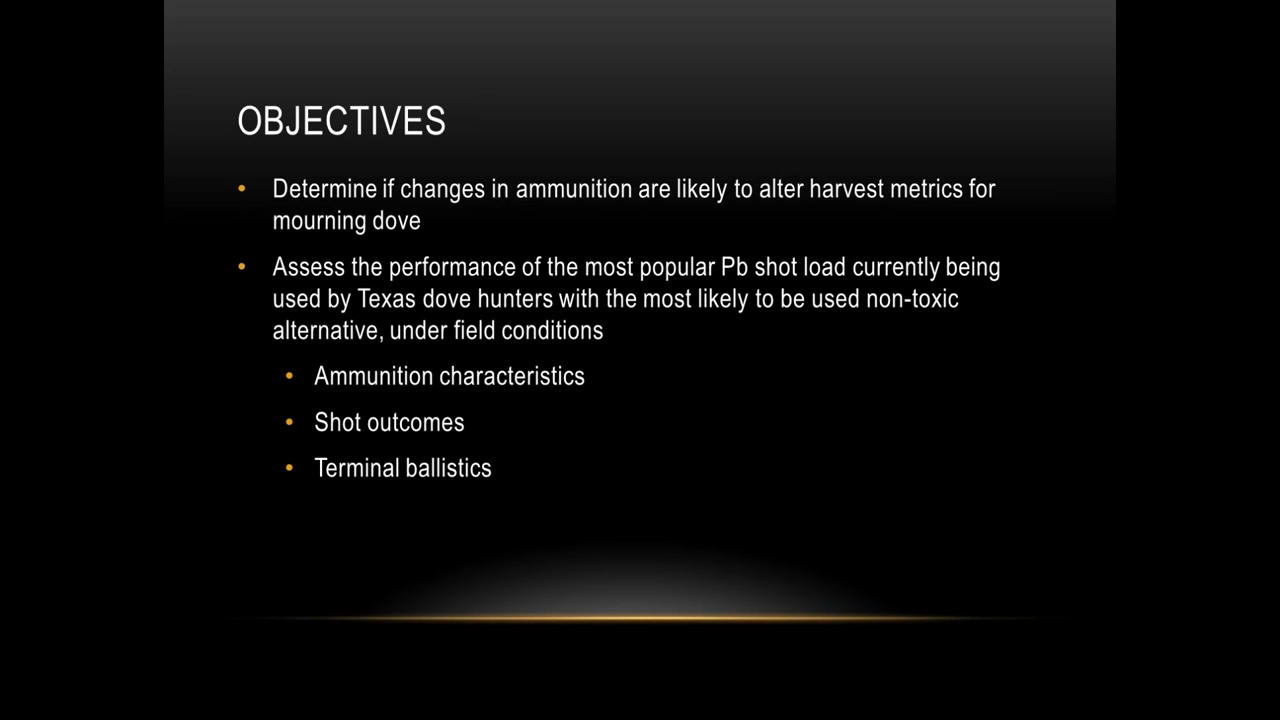 OBJECTIVES
• Determine if changes in ammunition are likely to alter harvest metrics for
mourning dove
• Assess the performance of the most popular Pb shot load currently being
used by Texas dove hunters with the most likely to be used non-toxic
alternative, under field conditions
• Ammunition characteristics
• Shot outcomes
• Terminal ballistics